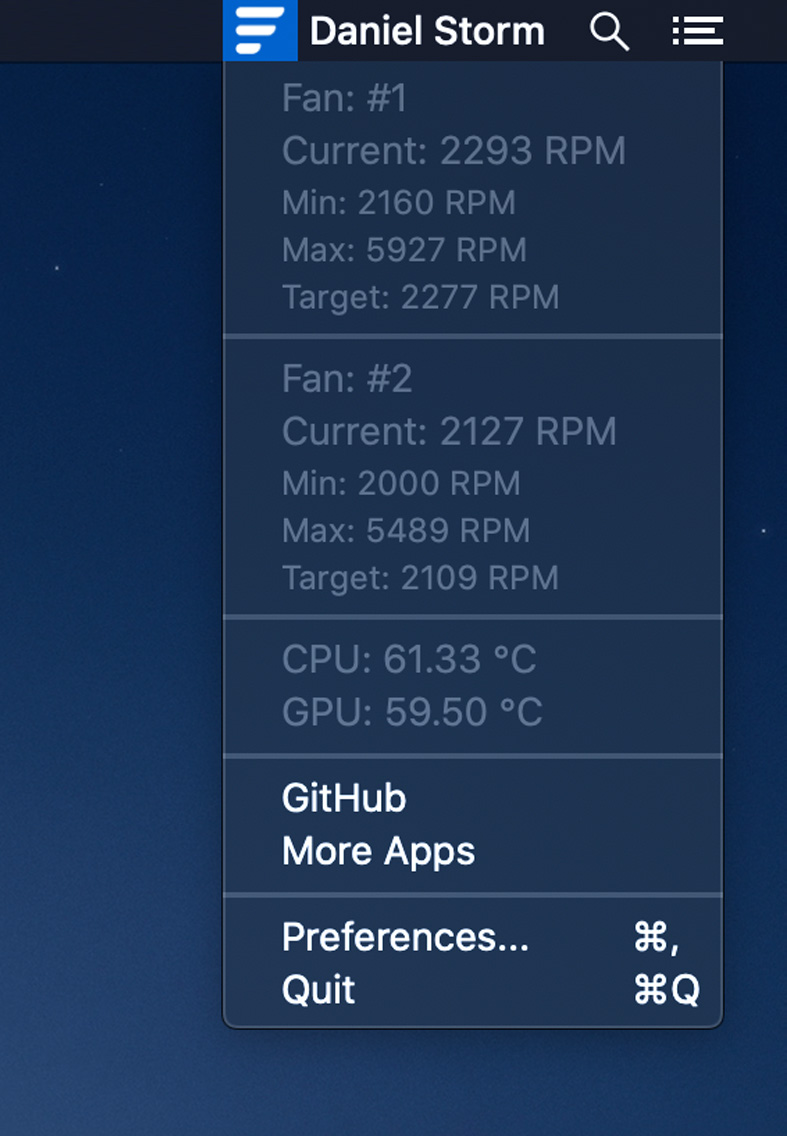 Daniel Storm
Fan: #1
Current: 2293 RPM
Min: 2160 RPM
Max: 5927 RPM
Target: 2277 RPM
Fan: #2
Current: 2127 RPM
Min: 2000 RPM
Max: 5489 RPM
Target: 2109 RPM
CPU: 61.33 °C
GPU: 59.50 °C
GitHub
More Apps
Preferences... ⌘,
Quit ⌘Q